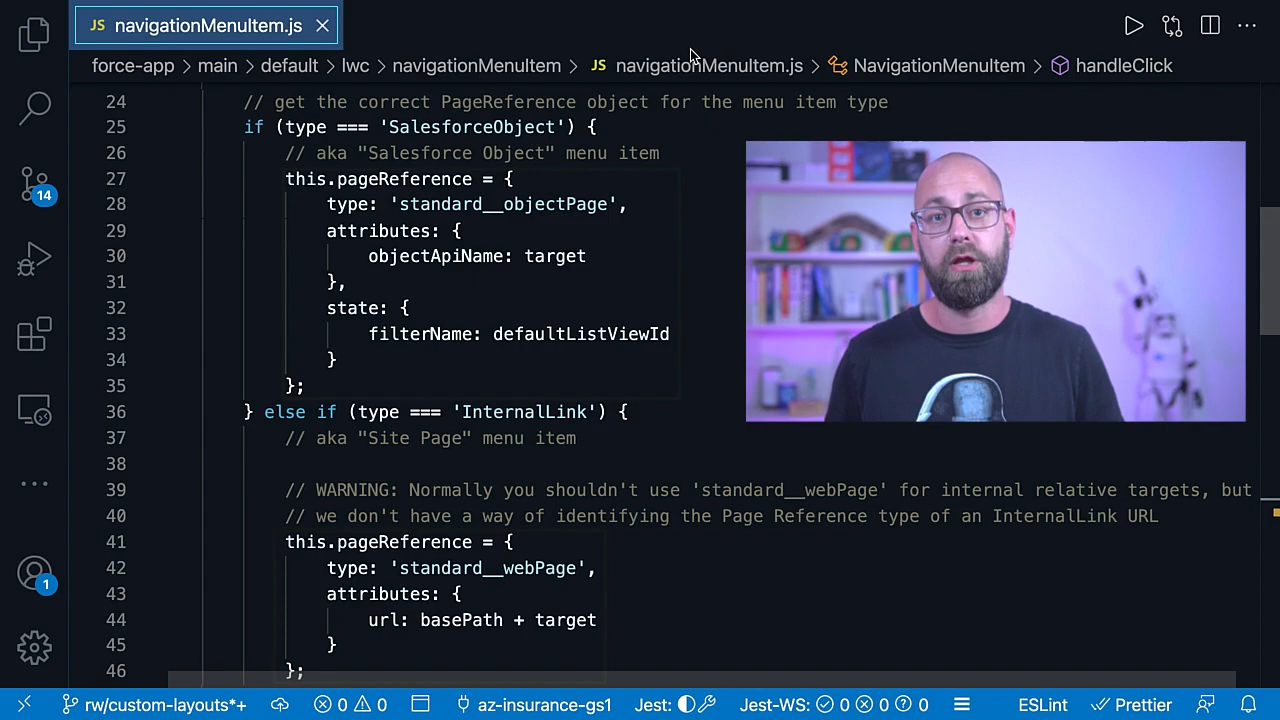 JS navigationMenuItem.js
force-app > main > default > lwc > navigationMenuItem > JS navigationMenuItem.js > NavigationMenuItem > handleClick
24 // get the correct PageReference object for the menu item type
25 if (type === 'SalesforceObject') {
26 // aka "Salesforce Object" menu item
27 this.pageReference = {
28 type: 'standard__objectPage',
29 attributes: {
30 objectApiName: target
31 },
32 state: {
33 filterName: defaultListViewId
34 }
35 };
36 } else if (type === 'InternalLink') {
37 // aka "Site Page" menu item
38
39 // WARNING: Normally you shouldn't use 'standard__webPage' for internal relative targets, but
40 // we don't have a way of identifying the Page Reference type of an InternalLink URL
41 this.pageReference = {
42 type: 'standard__webPage',
43 attributes: {
44 url: basePath + target
45 }
46 };
14
1
rw/custom-layouts*+ 0 0 az-insurance-gs1 Jest: Jest-WS: 0 0 0 ESLint Prettier